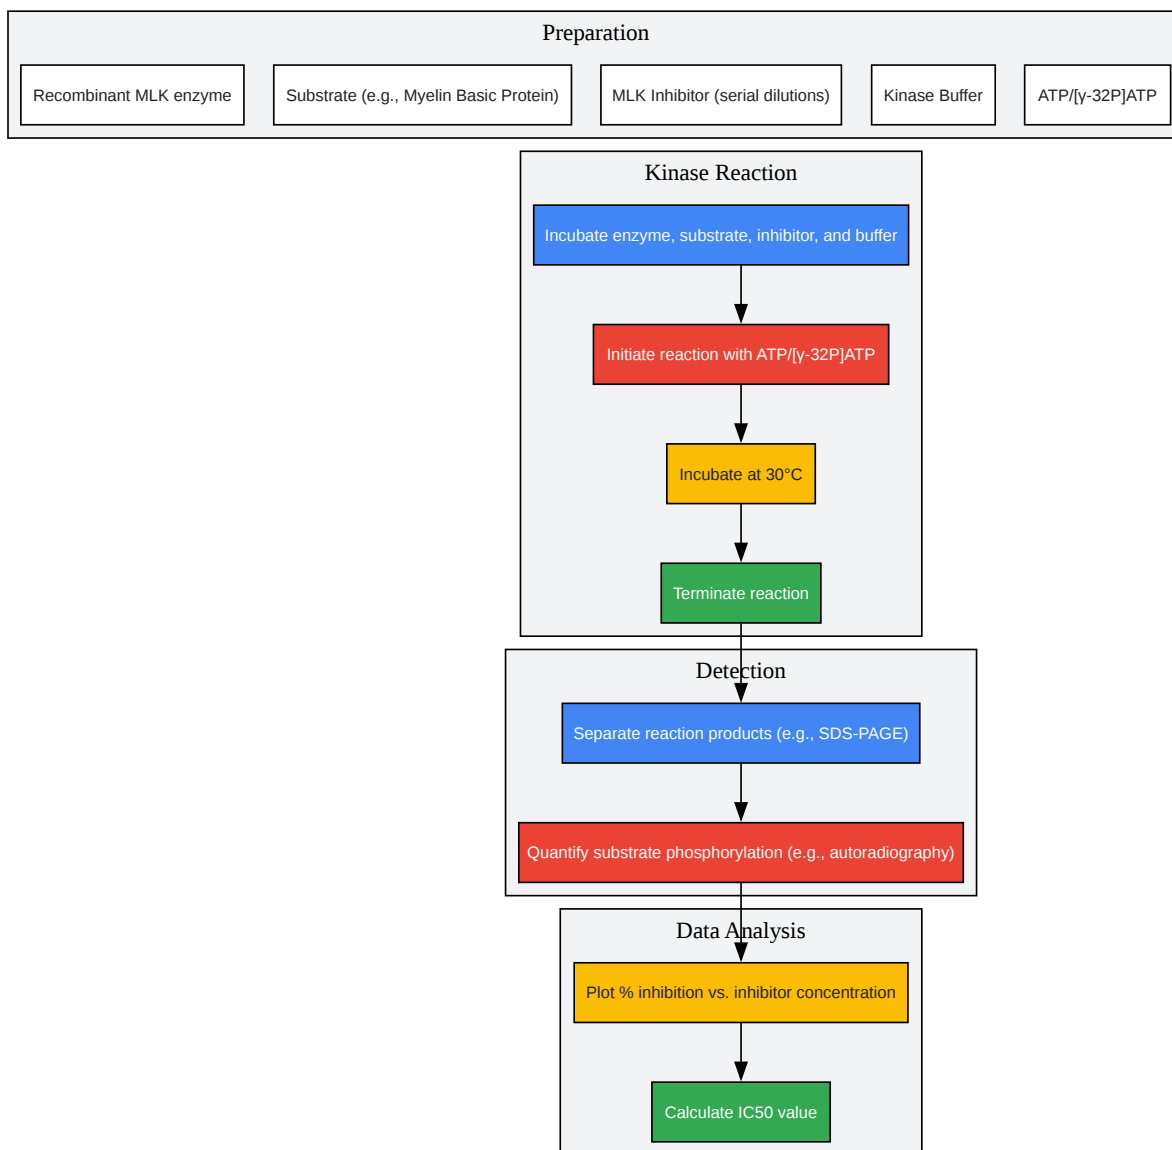 Preparation
Recombinant MLK enzyme
Substrate (e.g., Myelin Basic Protein)
MLK Inhibitor (serial dilutions)
Kinase Buffer
ATP/[γ-32P]ATP
Kinase Reaction
Incubate enzyme, substrate, inhibitor, and buffer
Initiate reaction with ATP/[γ-32P]ATP
Incubate at 30°C
Terminate reaction
Detection
Separate reaction products (e.g., SDS-PAGE)
Quantify substrate phosphorylation (e.g., autoradiography)
Data Analysis
Plot % inhibition vs. inhibitor concentration
Calculate IC50 value